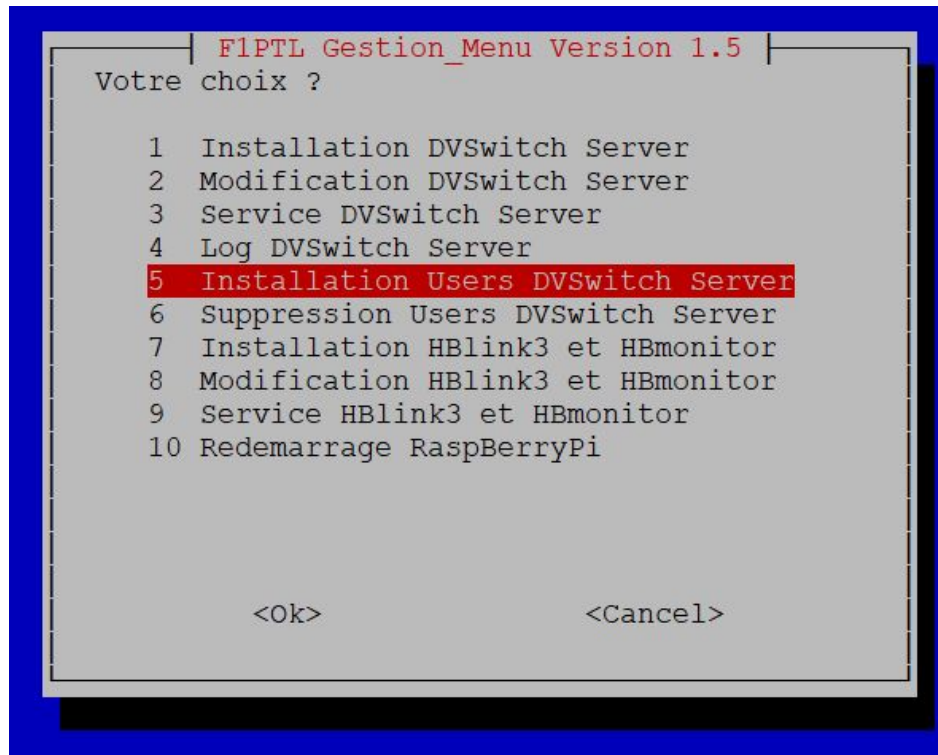 F1PTL Gestion_Menu Version 1.5
Votre choix ?
1 Installation DVSwitch Server
2 Modification DVSwitch Server
3 Service DVSwitch Server
4 Log DVSwitch Server
5 Installation Users DVSwitch Server
6 Suppression Users DVSwitch Server
7 Installation HBlink3 et HBmonitor
8 Modification HBlink3 et HBmonitor
9 Service HBlink3 et HBmonitor
10 Redemarrage RaspBerryPi
<Ok> <Cancel>